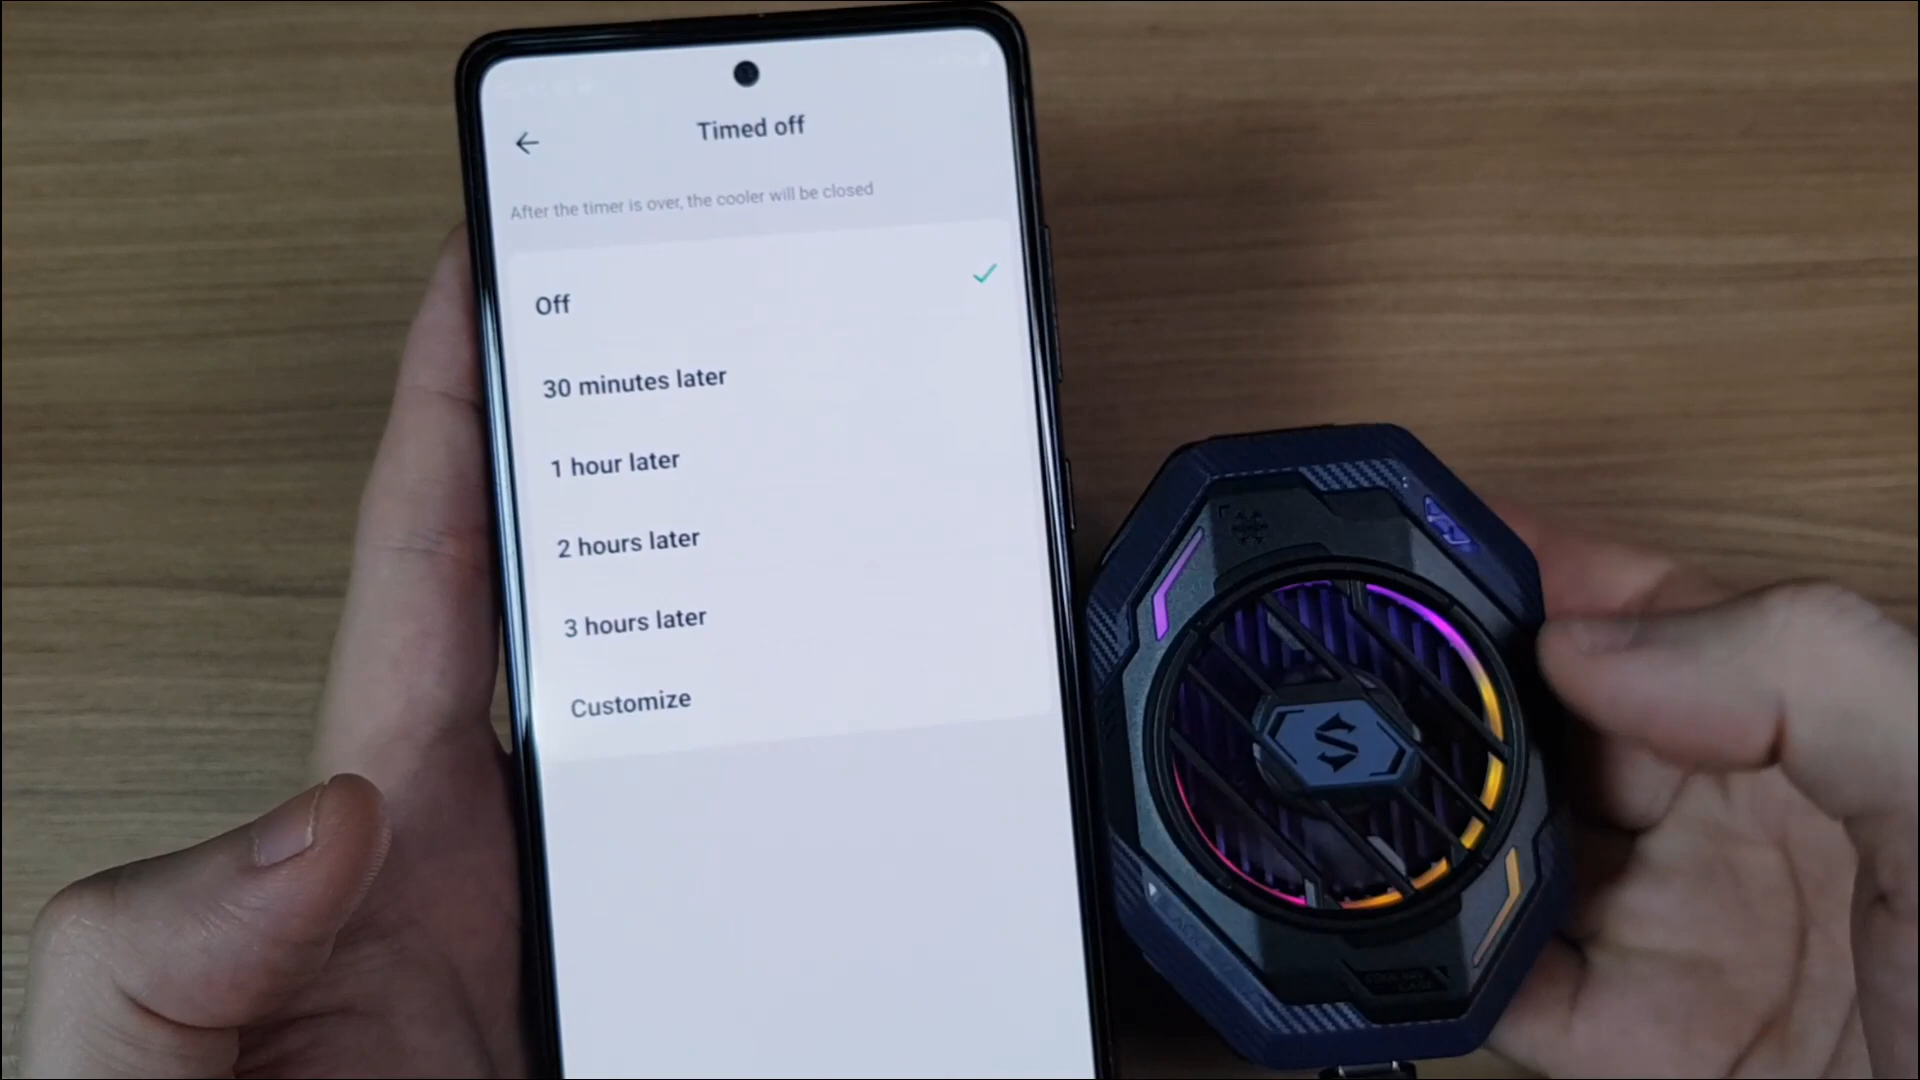 Timed off
After the timer is over, the cooler will be closed
Off
30 minutes later
1 hour later
2 hours later
3 hours later
Customize